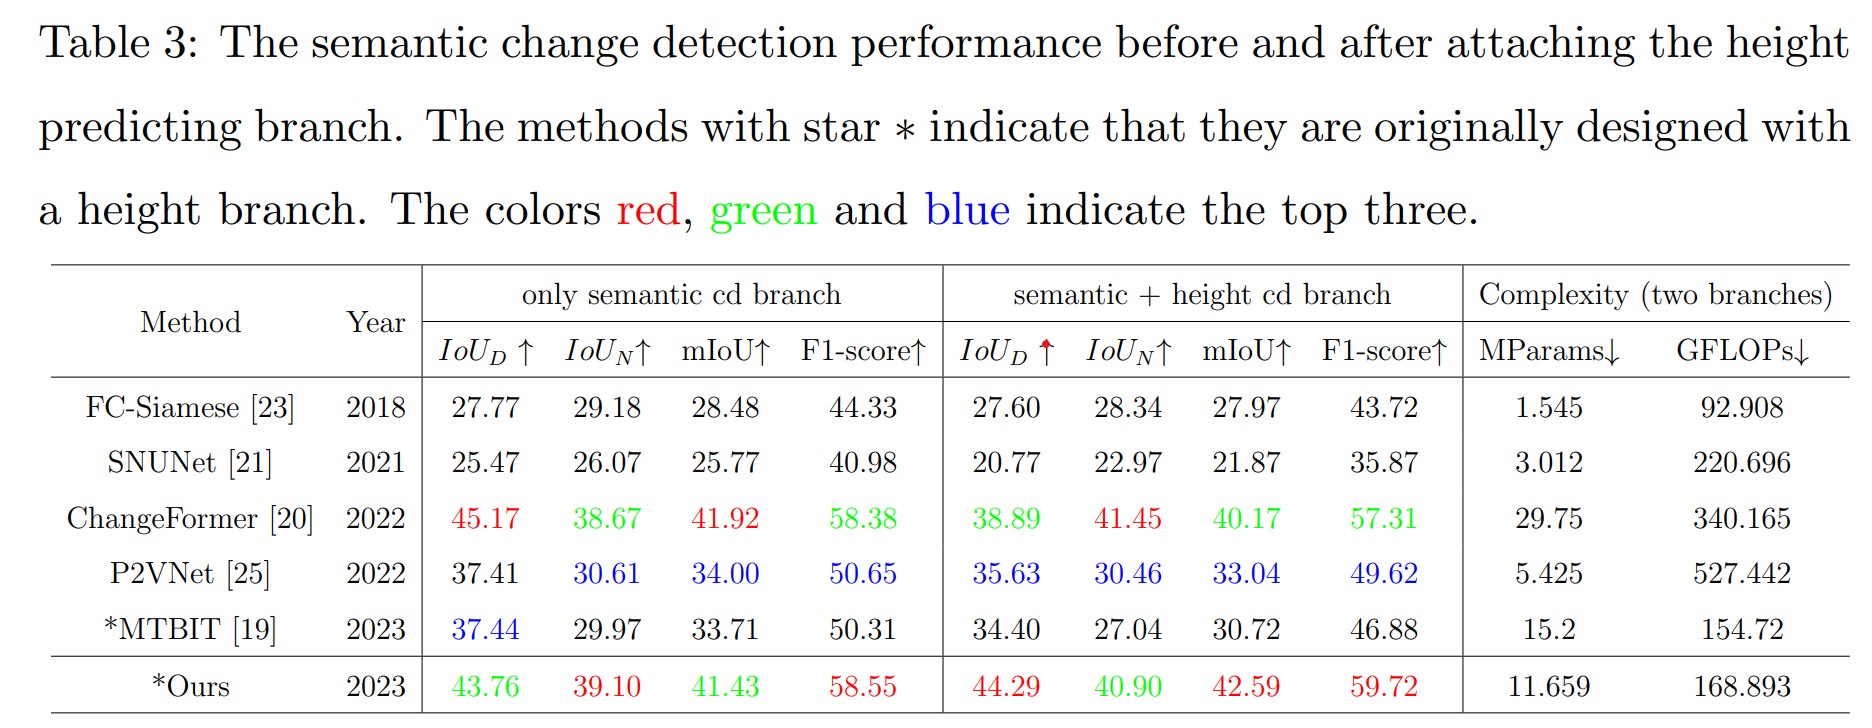 Table 3: The semantic change detection performance before and after attaching the height
predicting branch. The methods with star ∗ indicate that they are originally designed with
a height branch. The colors red, green and blue indicate the top three.
Method Year only semantic cd branch semantic + height cd branch Complexity (two branches)
IoU_D ↑ IoU_N↑ mIoU↑ F1-score↑ IoU_D ↑ IoU_N↑ mIoU↑ F1-score↑ MParams↓ GFLOPs↓
FC-Siamese [23] 2018 27.77 29.18 28.48 44.33 27.60 28.34 27.97 43.72 1.545 92.908
SNUNet [21] 2021 25.47 26.07 25.77 40.98 20.77 22.97 21.87 35.87 3.012 220.696
ChangeFormer [20] 2022 45.17 38.67 41.92 58.38 38.89 41.45 40.17 57.31 29.75 340.165
P2VNet [25] 2022 37.41 30.61 34.00 50.65 35.63 30.46 33.04 49.62 5.425 527.442
*MTBIT [19] 2023 37.44 29.97 33.71 50.31 34.40 27.04 30.72 46.88 15.2 154.72
*Ours 2023 43.76 39.10 41.43 58.55 44.29 40.90 42.59 59.72 11.659 168.893